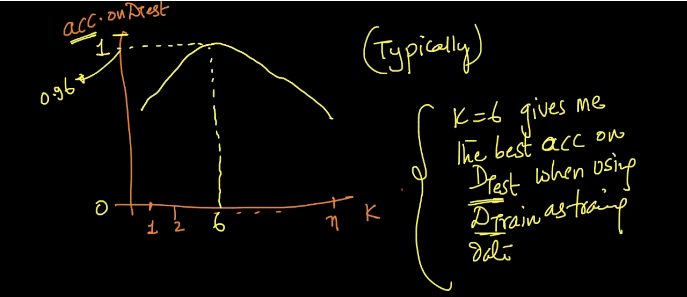 acc. on Dtest
1
0.96
0
1 2 6 n K
(Typically)
K=6 gives me
the best acc on
Dtest when using
DTrain as traing
data